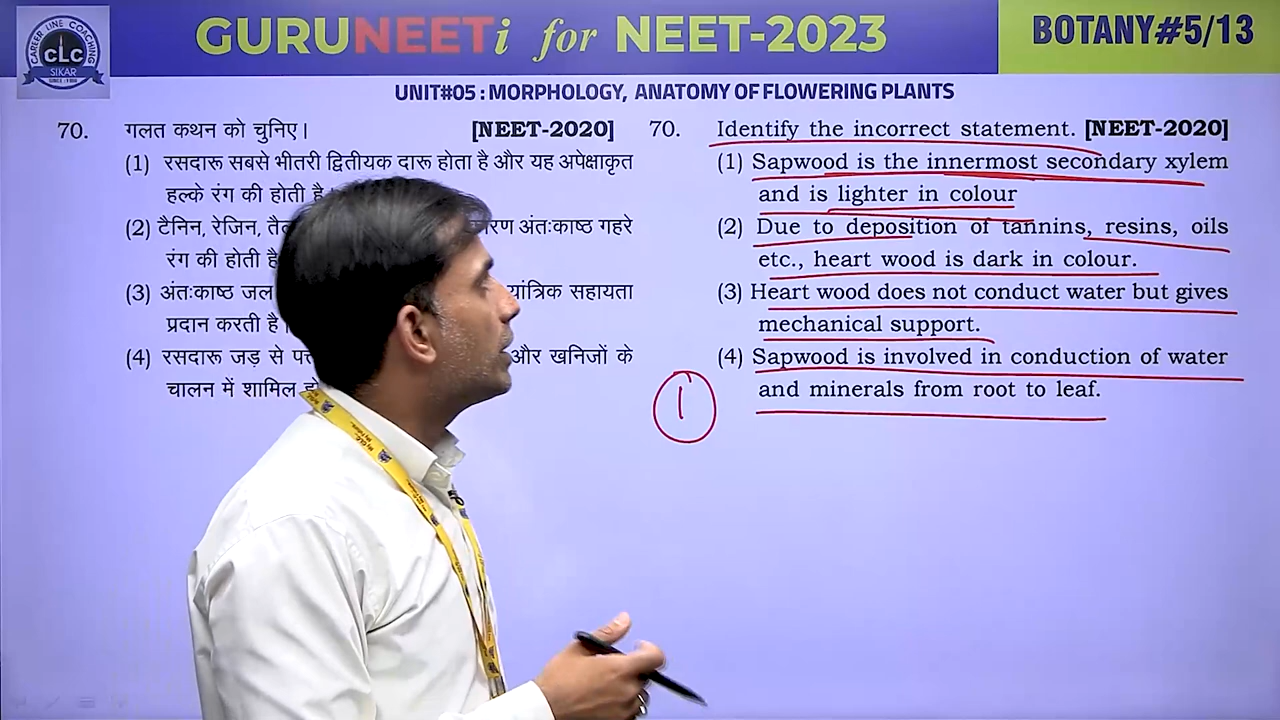 CAREER LINE COACHING
CLC
SIKAR
SINCE : 1996
GURUNEETi for NEET-2023
BOTANY#5/13
UNIT#05 : MORPHOLOGY, ANATOMY OF FLOWERING PLANTS
70. गलत कथन को चुनिए। [NEET-2020]
(1) रसदारू सबसे भीतरी द्वितीयक दारू होता है और यह अपेक्षाकृत
हल्के रंग की होती है।
(2) टैनिन, रेजिन, तैल कारण अंतःकाष्ठ गहरे
रंग की होती है
(3) अंतःकाष्ठ जल यांत्रिक सहायता
प्रदान करती है।
(4) रसदारू जड़ से और खनिजों के
चालन में शामिल
70. Identify the incorrect statement. [NEET-2020]
(1) Sapwood is the innermost secondary xylem
and is lighter in colour
(2) Due to deposition of tannins, resins, oils
etc., heart wood is dark in colour.
(3) Heart wood does not conduct water but gives
mechanical support.
(4) Sapwood is involved in conduction of water
and minerals from root to leaf.
1